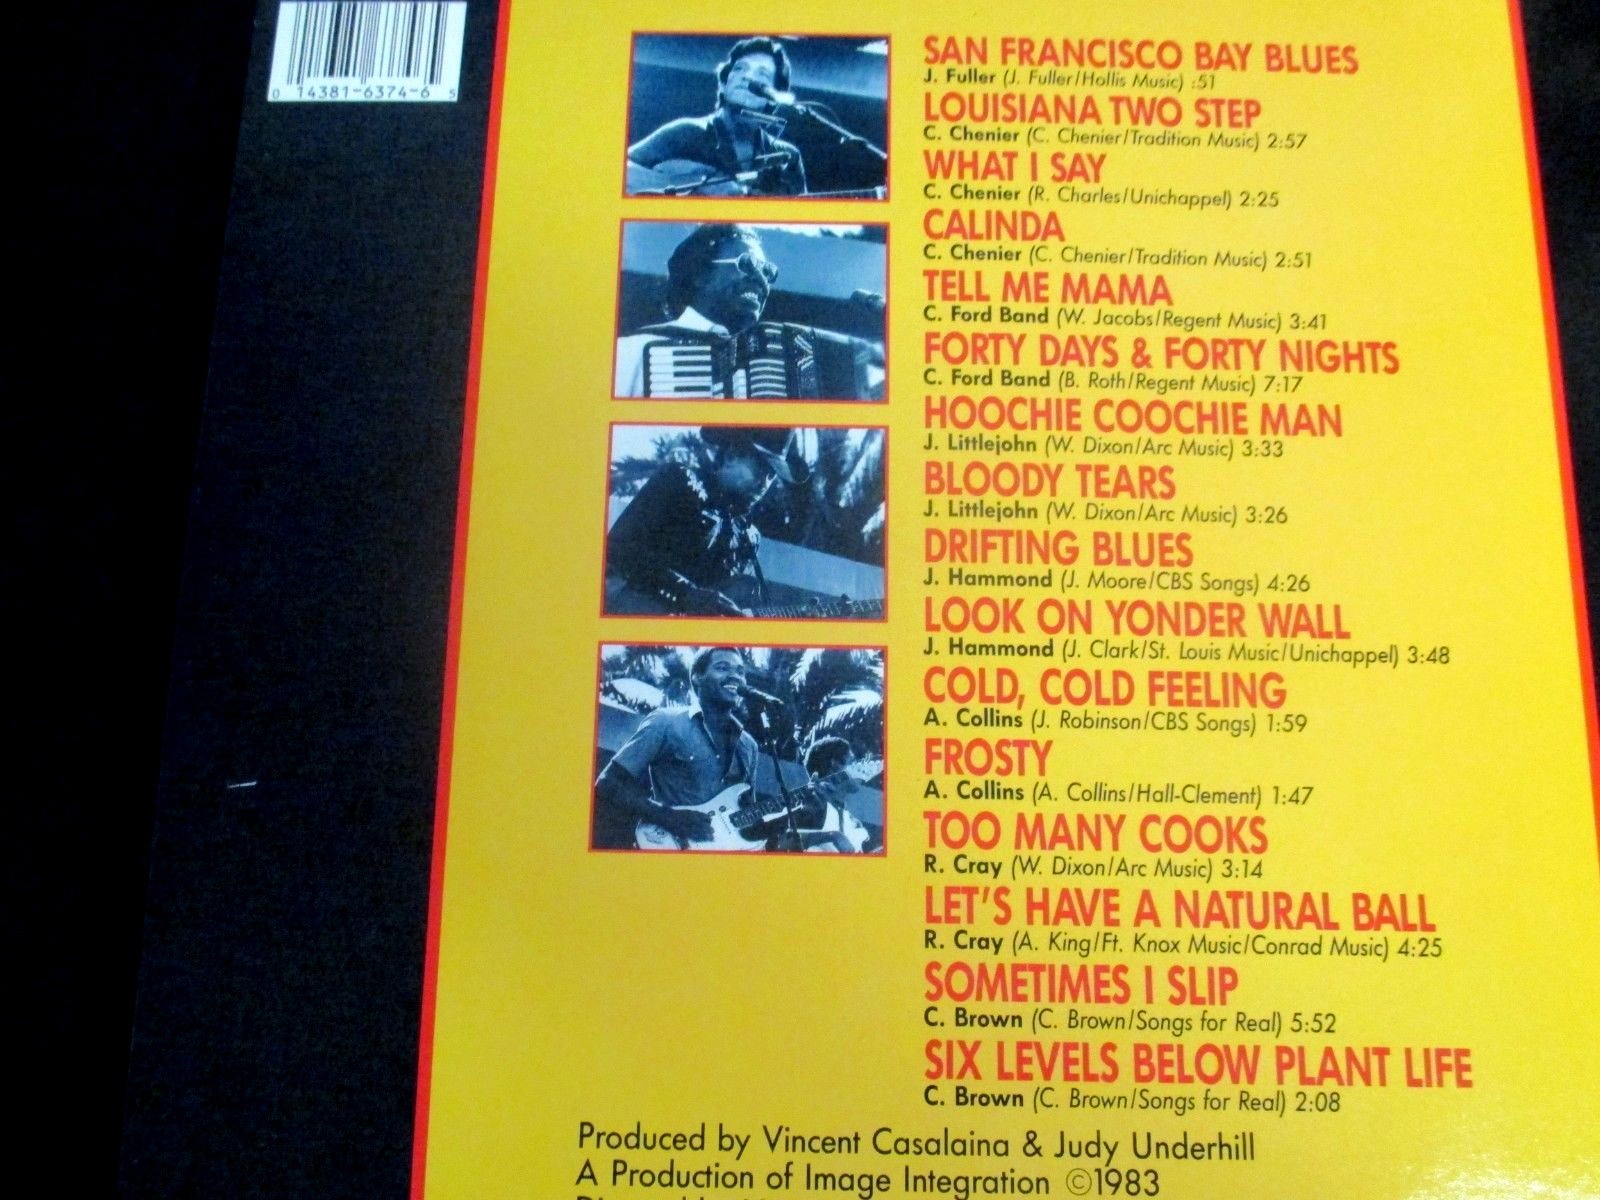 0 14381-6374-6 5
SAN FRANCISCO BAY BLUES
J. Fuller (J. Fuller/Hollis Music) :51
LOUISIANA TWO STEP
C. Chenier (C. Chenier/Tradition Music) 2:57
WHAT I SAY
C. Chenier (R. Charles/Unichappel) 2:25
CALINDA
C. Chenier (C. Chenier/Tradition Music) 2:51
TELL ME MAMA
C. Ford Band (W. Jacobs/Regent Music) 3:41
FORTY DAYS & FORTY NIGHTS
C. Ford Band (B. Roth/Regent Music) 7:17
HOOCHIE COOCHIE MAN
J. Littlejohn (W. Dixon/Arc Music) 3:33
BLOODY TEARS
J. Littlejohn (W. Dixon/Arc Music) 3:26
DRIFTING BLUES
J. Hammond (J. Moore/CBS Songs) 4:26
LOOK ON YONDER WALL
J. Hammond (J. Clark/St. Louis Music/Unichappel) 3:48
COLD, COLD FEELING
A. Collins (J. Robinson/CBS Songs) 1:59
FROSTY
A. Collins (A. Collins/Hall-Clement) 1:47
TOO MANY COOKS
R. Cray (W. Dixon/Arc Music) 3:14
LET'S HAVE A NATURAL BALL
R. Cray (A. King/Ft. Knox Music/Conrad Music) 4:25
SOMETIMES I SLIP
C. Brown (C. Brown/Songs for Real) 5:52
SIX LEVELS BELOW PLANT LIFE
C. Brown (C. Brown/Songs for Real) 2:08
Produced by Vincent Casalaina & Judy Underhill
A Production of Image Integration ©1983